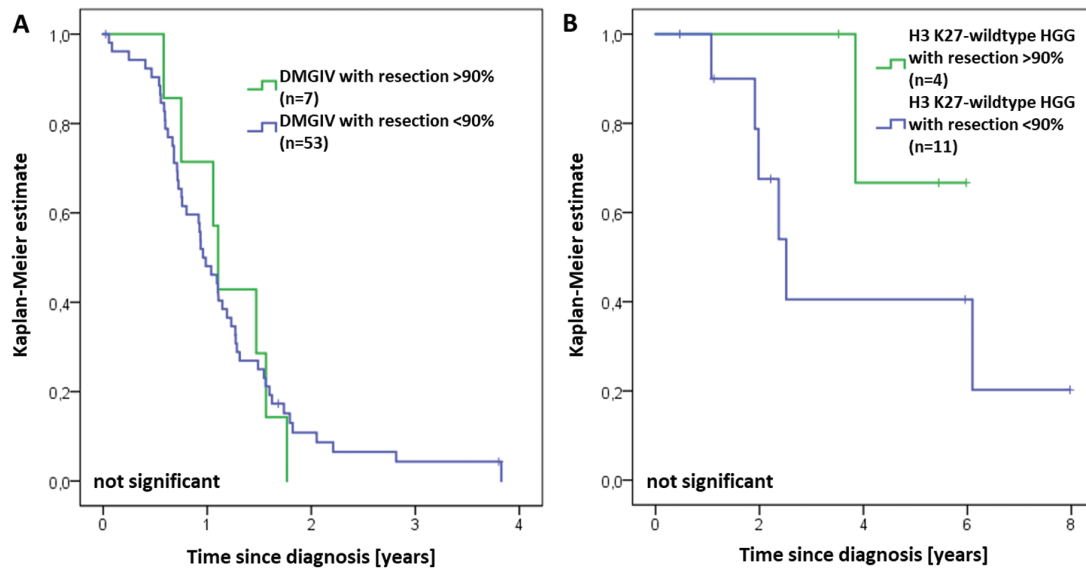 A
Kaplan-Meier estimate
1,0
0,8
0,6
0,4
0,2
0,0
DMGIV with resection >90%
(n=7)
DMGIV with resection <90%
(n=53)
not significant
0
1
2
3
4
Time since diagnosis [years]
B
Kaplan-Meier estimate
1,0
0,8
0,6
0,4
0,2
0,0
H3 K27-wildtype HGG
with resection >90%
(n=4)
H3 K27-wildtype HGG
with resection <90%
(n=11)
not significant
0
2
4
6
8
Time since diagnosis [years]